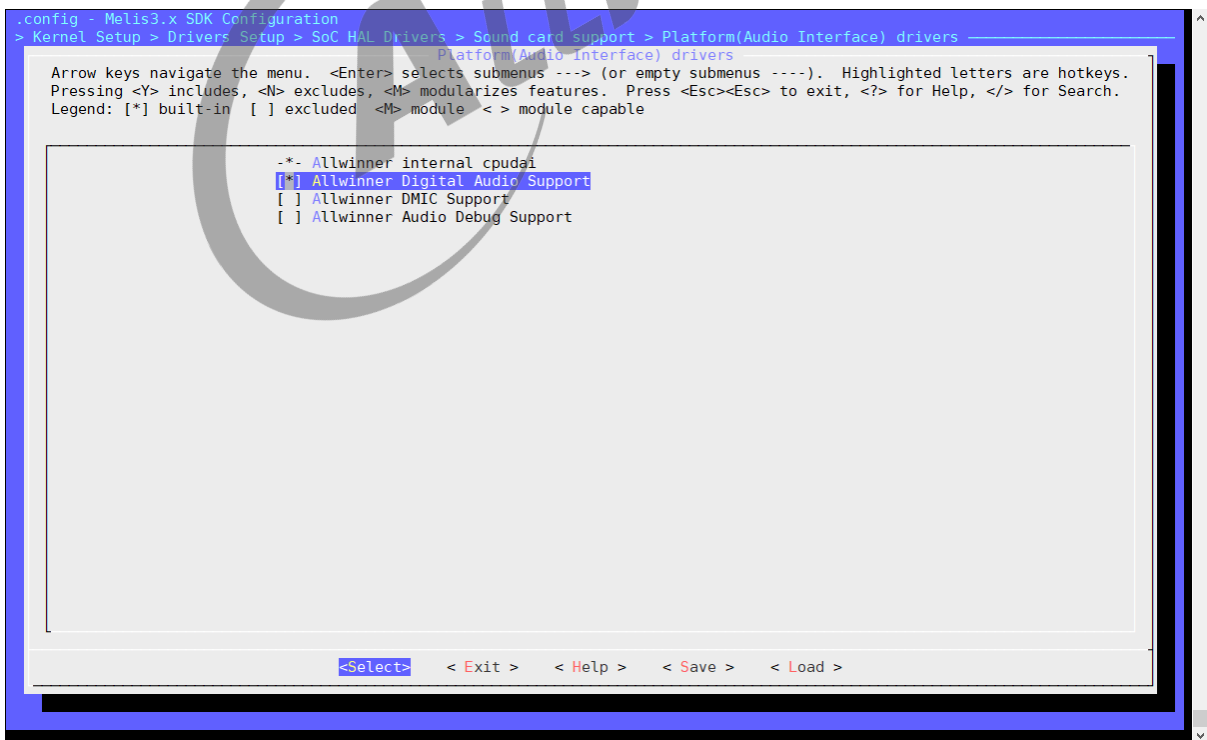 .config - Melis3.x SDK Configuration
> Kernel Setup > Drivers Setup > SoC HAL Drivers > Sound card support > Platform(Audio Interface) drivers
Platform(Audio Interface) drivers
Arrow keys navigate the menu. <Enter> selects submenus ---> (or empty submenus ----). Highlighted letters are hotkeys.
Pressing <Y> includes, <N> excludes, <M> modularizes features. Press <Esc><Esc> to exit, <?> for Help, </> for Search.
Legend: [*] built-in [ ] excluded <M> module < > module capable
-*- Allwinner internal cpudai
[*] Allwinner Digital Audio Support
[ ] Allwinner DMIC Support
[ ] Allwinner Audio Debug Support
<Select> < Exit > < Help > < Save > < Load >